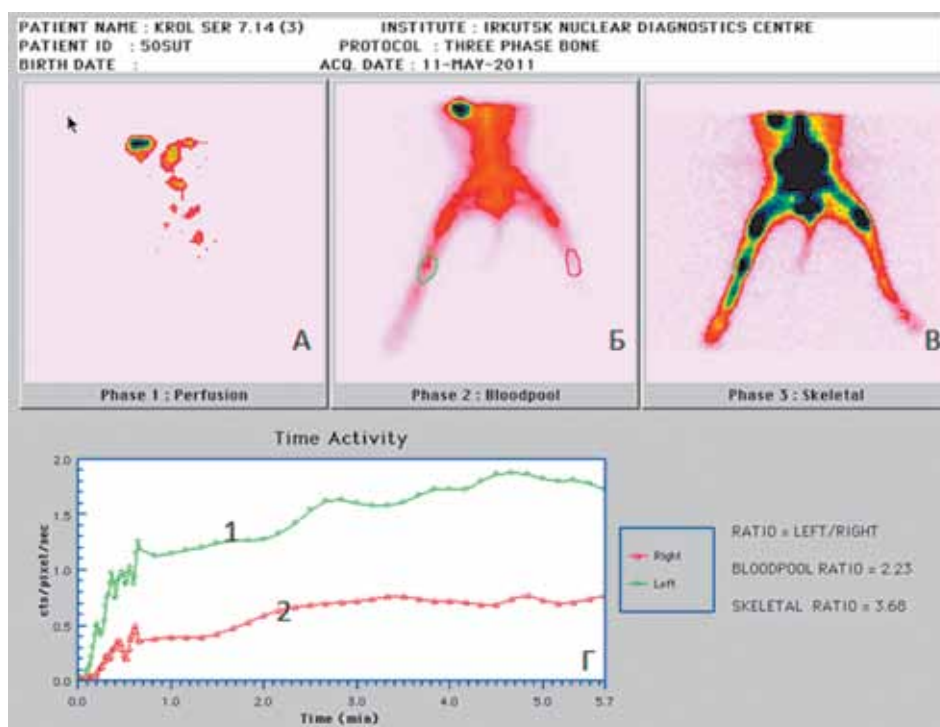 PATIENT NAME : KROL SER 7.14 (3) INSTITUTE : IRKUTSK NUCLEAR DIAGNOSTICS CENTRE
PATIENT ID : 50SUT PROTOCOL : THREE PHASE BONE
BIRTH DATE : ACQ. DATE : 11-MAY-2011
А Б В
Phase 1 : Perfusion Phase 2 : Bloodpool Phase 3 : Skeletal
Time Activity
2.0
1.5
1.0
0.5
0.0
cts/pixel/sec
1
2
Г
0.0 1.0 2.0 3.0 4.0 5.0 5.7
Time (min)
Right
Left
RATIO = LEFT/RIGHT
BLOODPOOL RATIO = 2.23
SKELETAL RATIO = 3.68